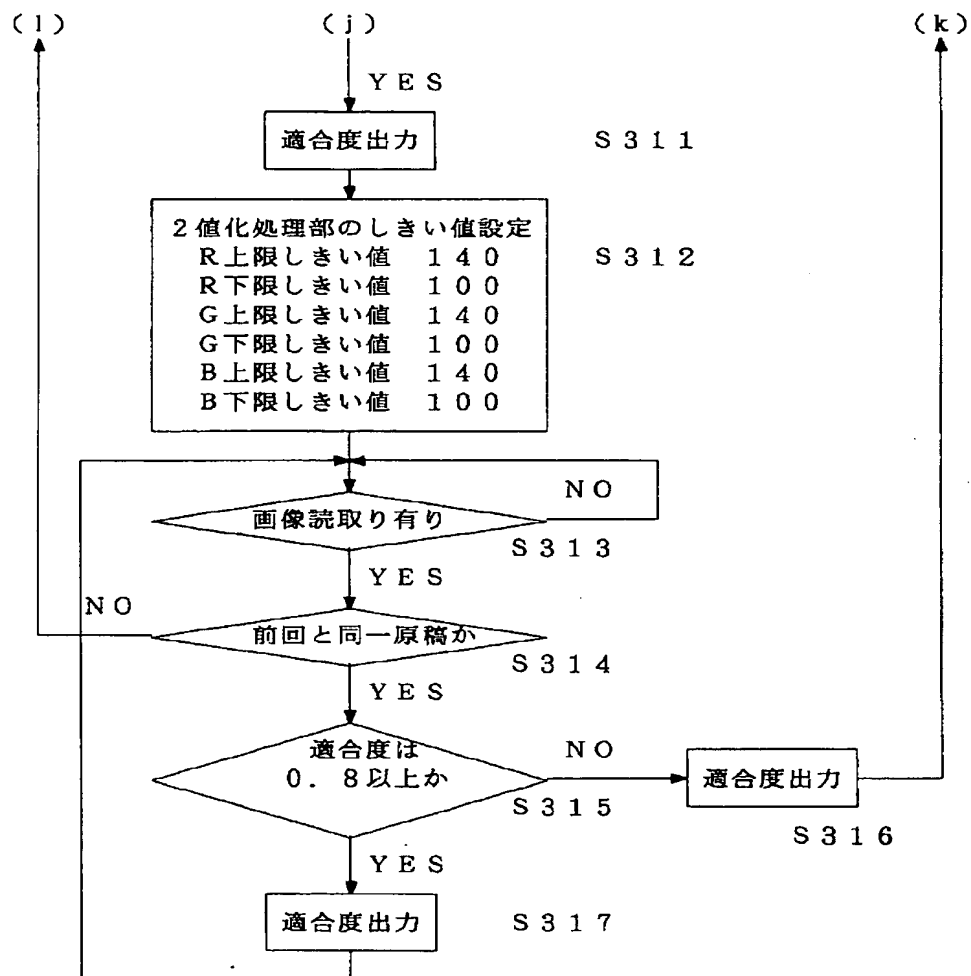 (l) (j) (k)
YES
適合度出力 S311
2値化処理部のしきい値設定
R上限しきい値 140 S312
R下限しきい値 100
G上限しきい値 140
G下限しきい値 100
B上限しきい値 140
B下限しきい値 100
NO
画像読取り有り
S313
YES
NO
前回と同一原稿か
S314
YES
適合度は
0.8以上か
NO
適合度出力
S315
S316
YES
適合度出力 S317